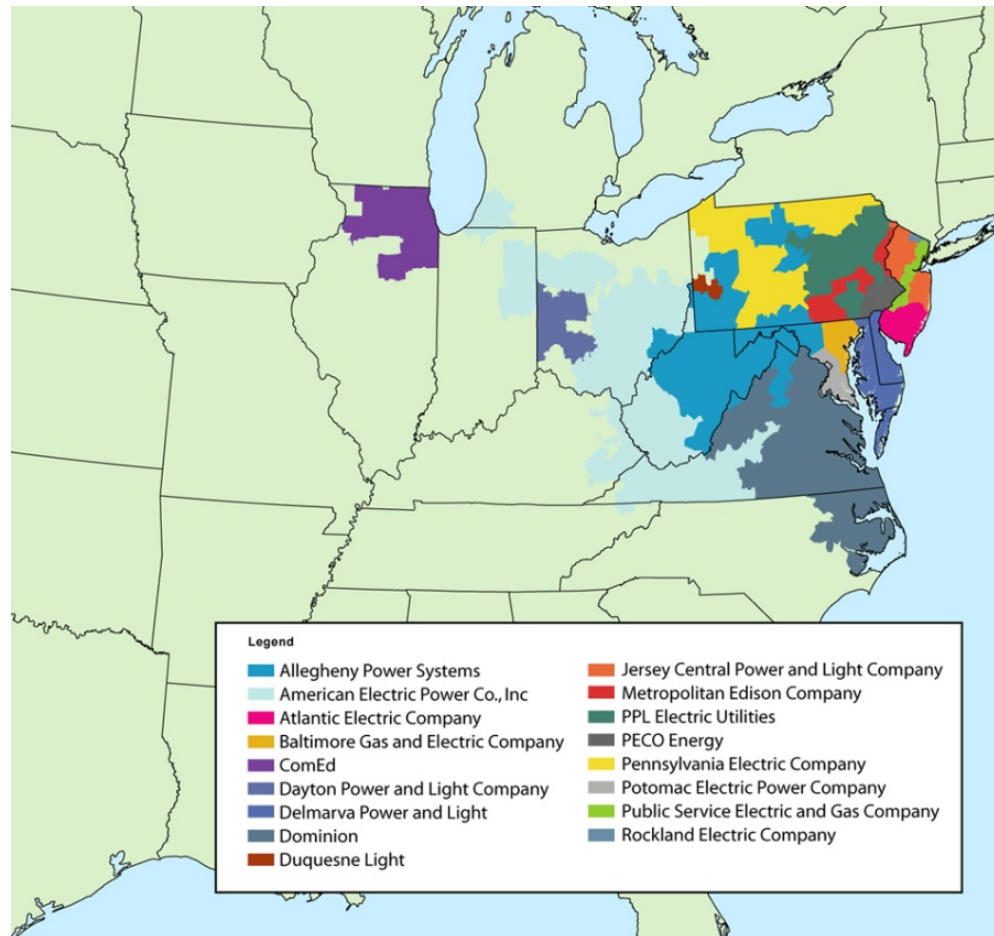 Legend
Allegheny Power Systems
American Electric Power Co., Inc
Atlantic Electric Company
Baltimore Gas and Electric Company
ComEd
Dayton Power and Light Company
Delmarva Power and Light
Dominion
Duquesne Light
Jersey Central Power and Light Company
Metropolitan Edison Company
PPL Electric Utilities
PECO Energy
Pennsylvania Electric Company
Potomac Electric Power Company
Public Service Electric and Gas Company
Rockland Electric Company